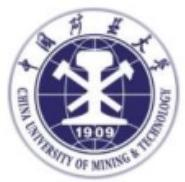 中国矿业大学
1909
CHINA UNIVERSITY OF MINING & TECHNOLOGY